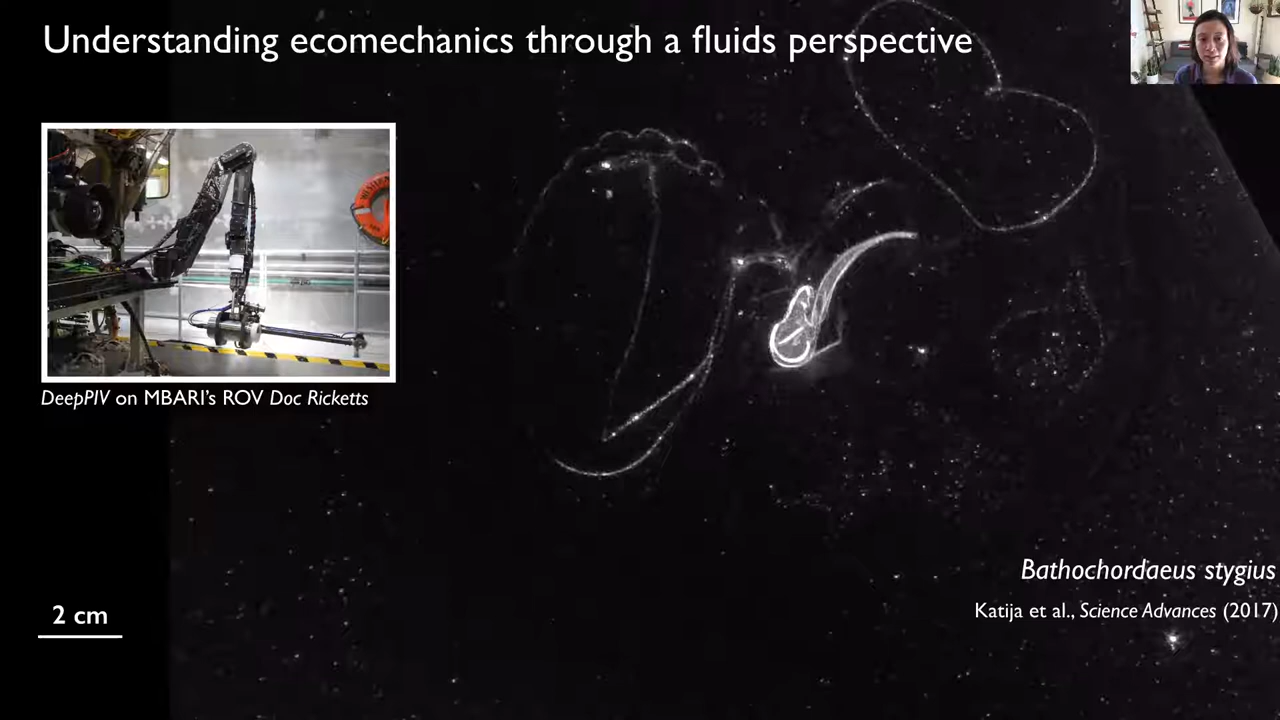 Understanding ecomechanics through a fluids perspective
DeepPIV on MBARI's ROV Doc Ricketts
2 cm
Bathochordaeus stygius
Katija et al., Science Advances (2017)